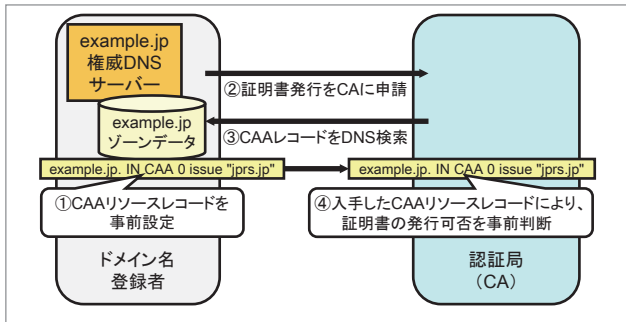 example.jp
権威DNS
サーバー
②証明書発行をCAに申請
example.jp
ゾーンデータ
③CAAレコードをDNS検索
example.jp. IN CAA 0 issue "jprs.jp"
example.jp. IN CAA 0 issue "jprs.jp"
①CAAリソースレコードを
事前設定
④入手したCAAリソースレコードにより、
証明書の発行可否を事前判断
ドメイン名
登録者
認証局
（CA）